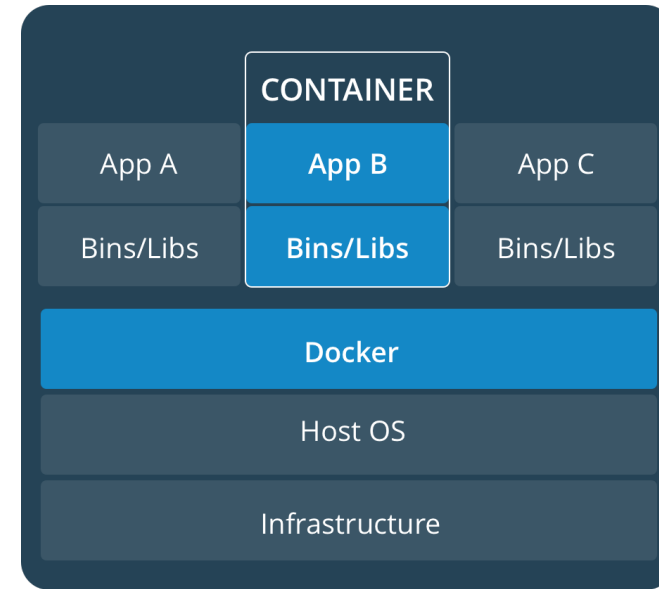 CONTAINER
App A App B App C
Bins/Libs Bins/Libs Bins/Libs
Docker
Host OS
Infrastructure